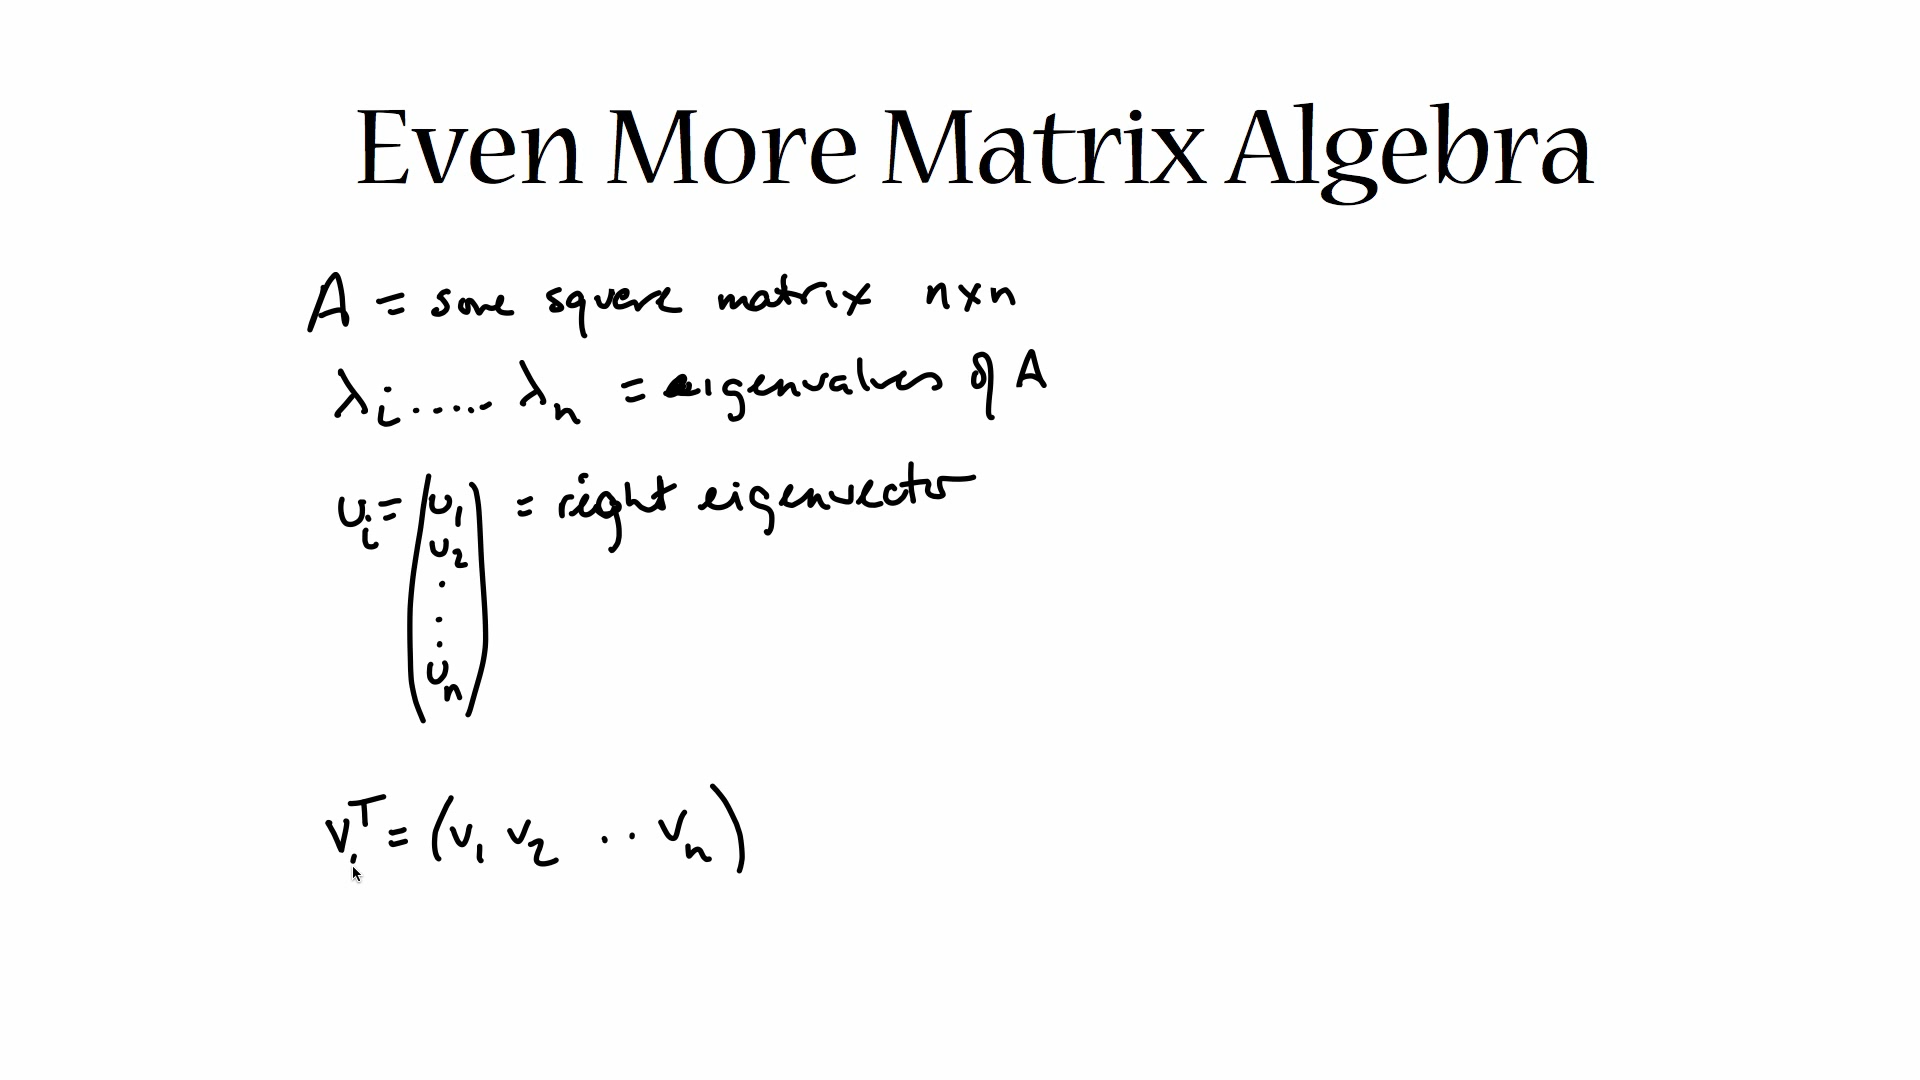 Even More Matrix Algebra
A = some square matrix n×n
λᵢ ..... λₙ = eigenvalues of A
uᵢ = (u₁ = right eigenvector
u₂
.
.
.
uₙ)
vᵢᵀ = (v₁ v₂ .. vₙ)